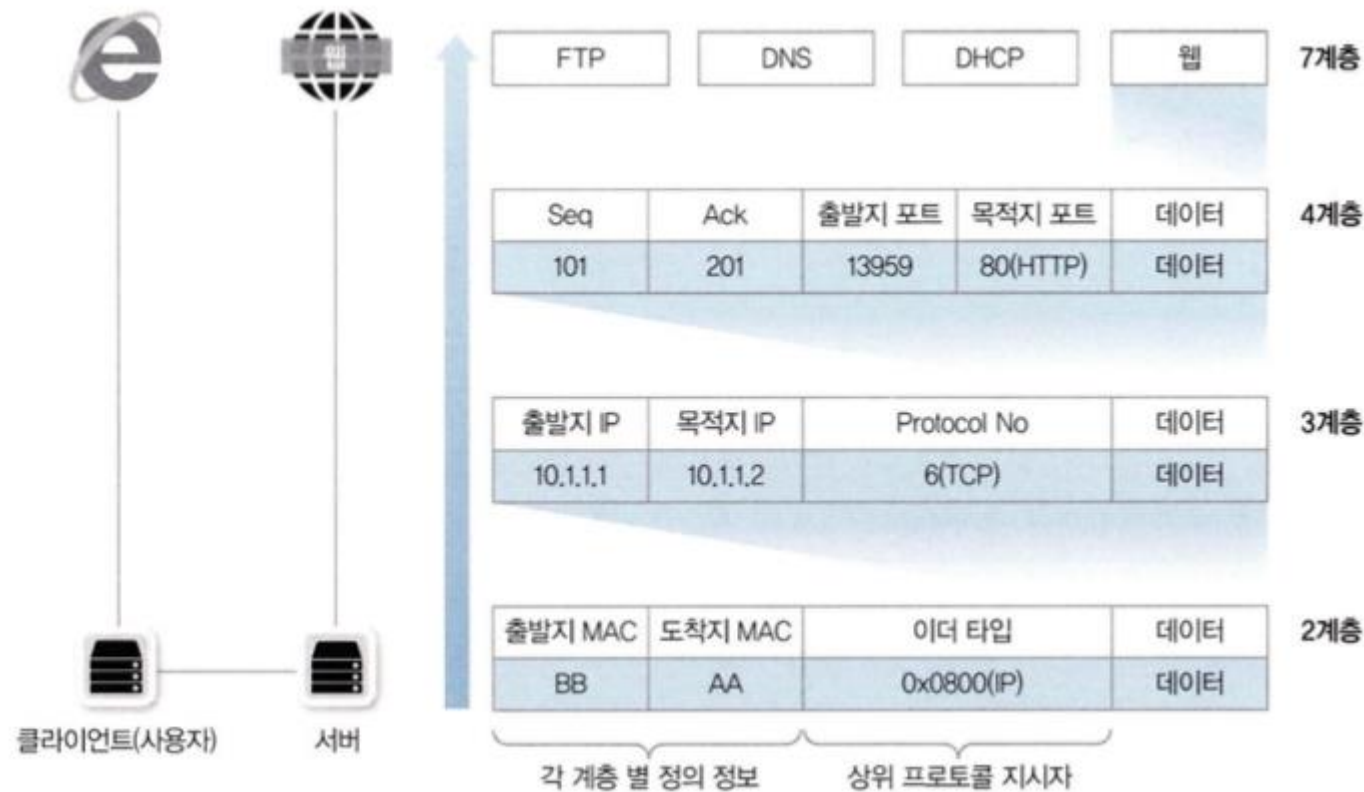 웹
FTP DNS DHCP 웹 7계층
Seq Ack 출발지 포트 목적지 포트 데이터 4계층
101 201 13959 80(HTTP) 데이터
출발지 IP 목적지 IP Protocol No 데이터 3계층
10.1.1.1 10.1.1.2 6(TCP) 데이터
출발지 MAC 도착지 MAC 이더 타입 데이터 2계층
BB AA 0x0800(IP) 데이터
클라이언트(사용자) 서버
각 계층 별 정의 정보 상위 프로토콜 지시자